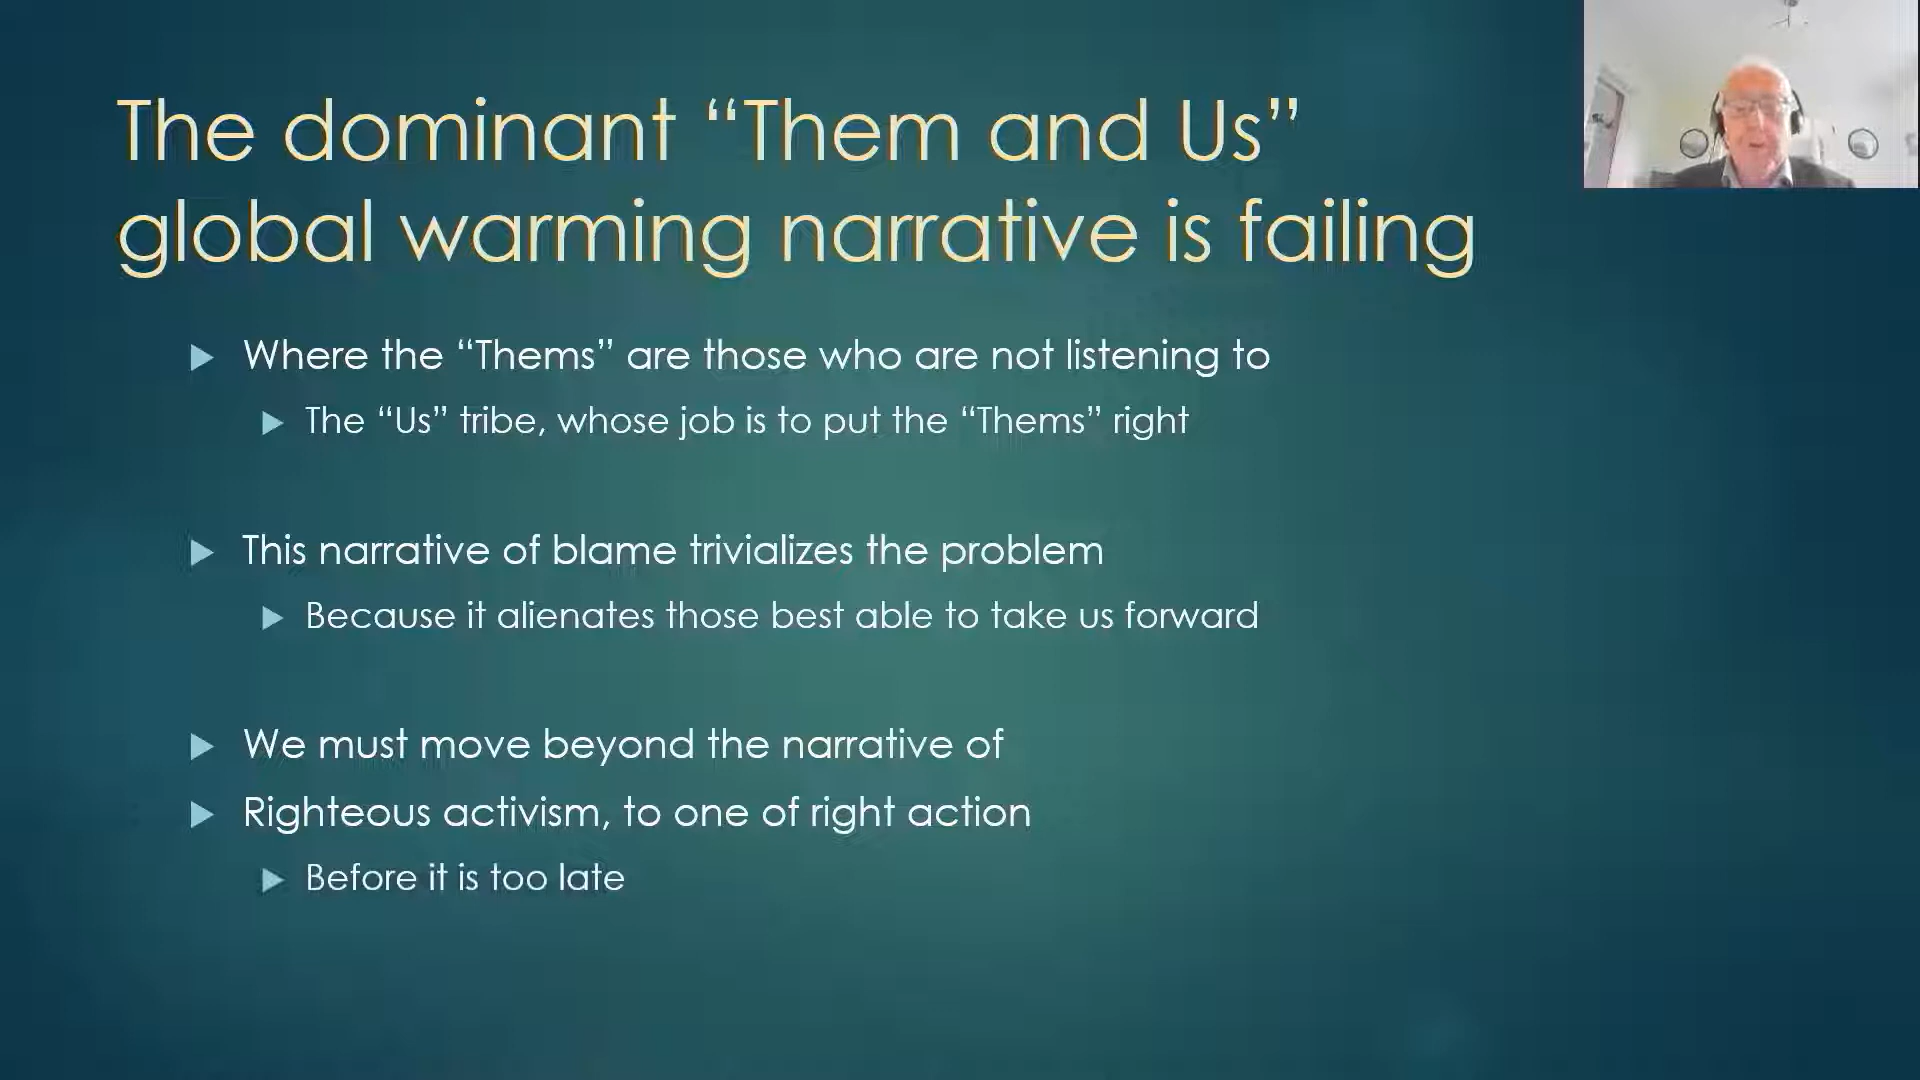 The dominant “Them and Us”
global warming narrative is failing
Where the “Thems” are those who are not listening to
The “Us” tribe, whose job is to put the “Thems” right
This narrative of blame trivializes the problem
Because it alienates those best able to take us forward
We must move beyond the narrative of
Righteous activism, to one of right action
Before it is too late